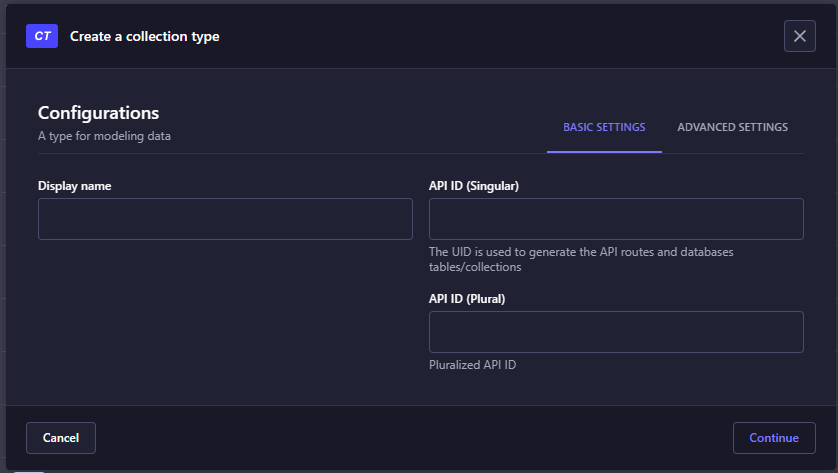 CT Create a collection type
Configurations
A type for modeling data
BASIC SETTINGS ADVANCED SETTINGS
Display name
API ID (Singular)
The UID is used to generate the API routes and databases
tables/collections
API ID (Plural)
Pluralized API ID
Cancel
Continue